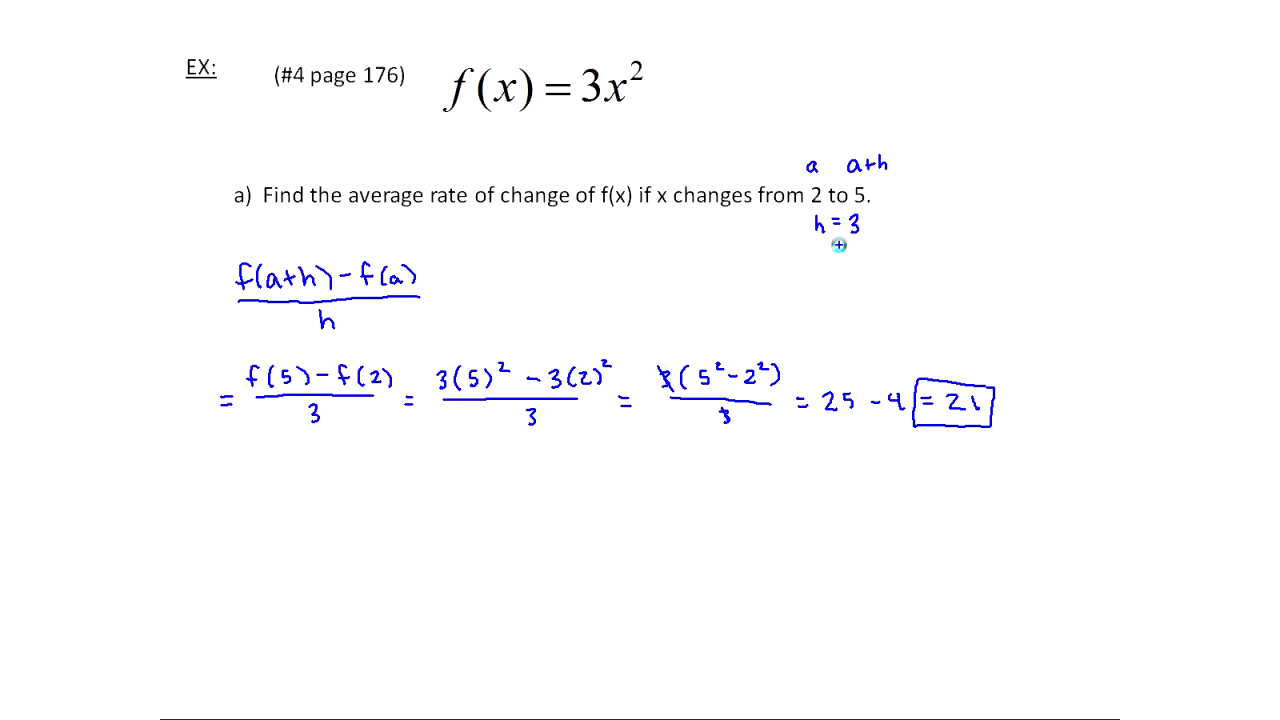 EX: (#4 page 176) f(x) = 3x²
a a+h
a) Find the average rate of change of f(x) if x changes from 2 to 5.
h = 3
f(a+h) - f(a)
h
= f(5) - f(2) / 3 = 3(5)² - 3(2)² / 3 = 3(5² - 2²) / 3 = 25 - 4 = 21